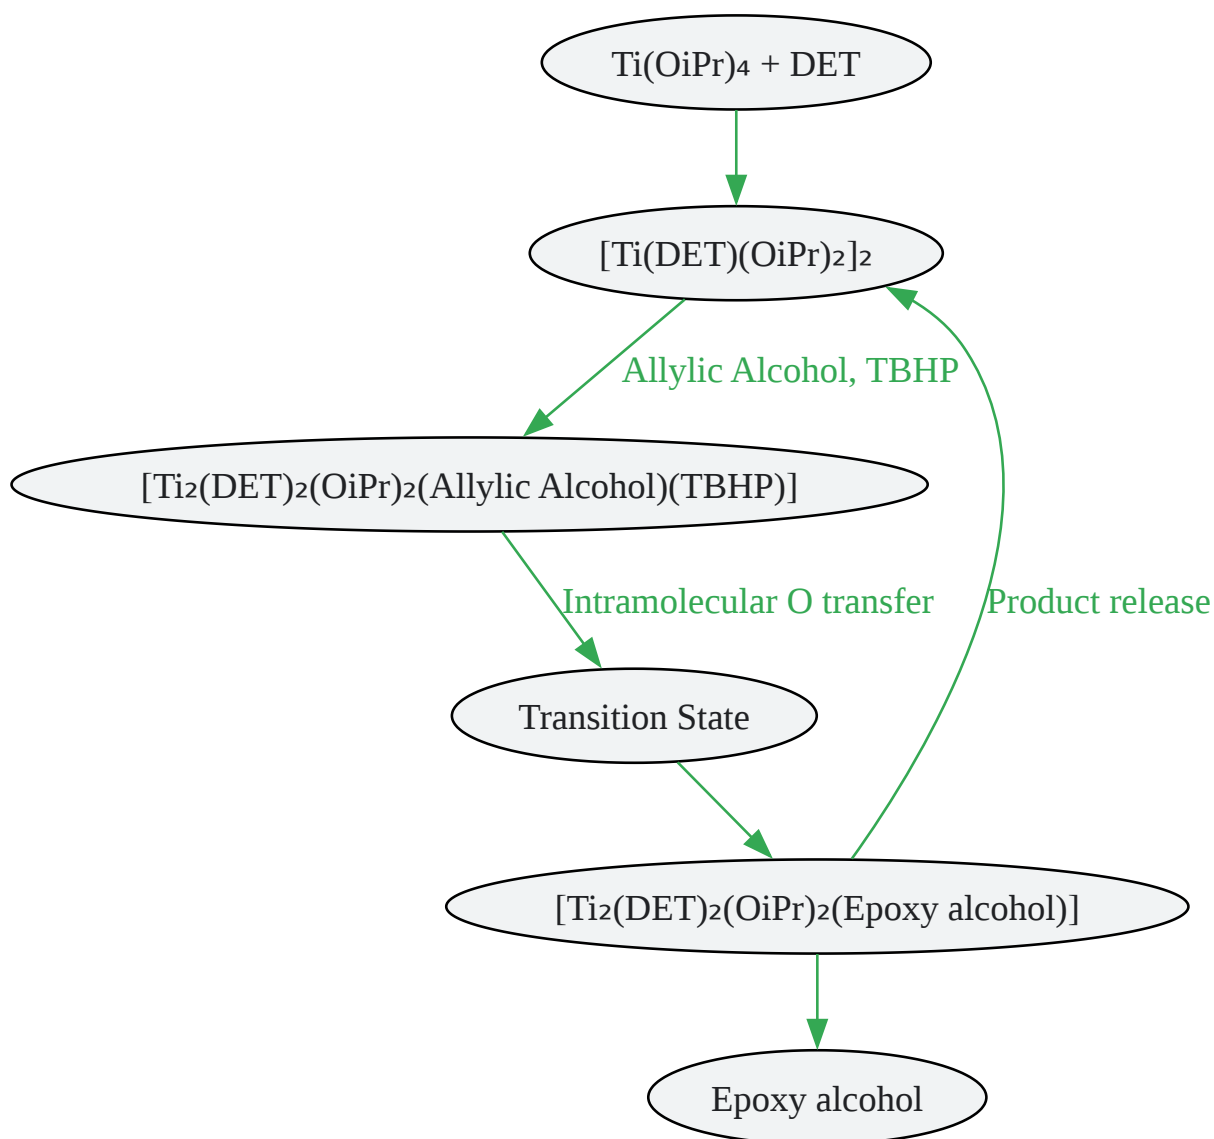 Ti(OiPr)₄ + DET
[Ti(DET)(OiPr)₂]₂
Allylic Alcohol, TBHP
[Ti₂(DET)₂(OiPr)₂(Allylic Alcohol)(TBHP)]
Intramolecular O transfer
Product release
Transition State
[Ti₂(DET)₂(OiPr)₂(Epoxy alcohol)]
Epoxy alcohol